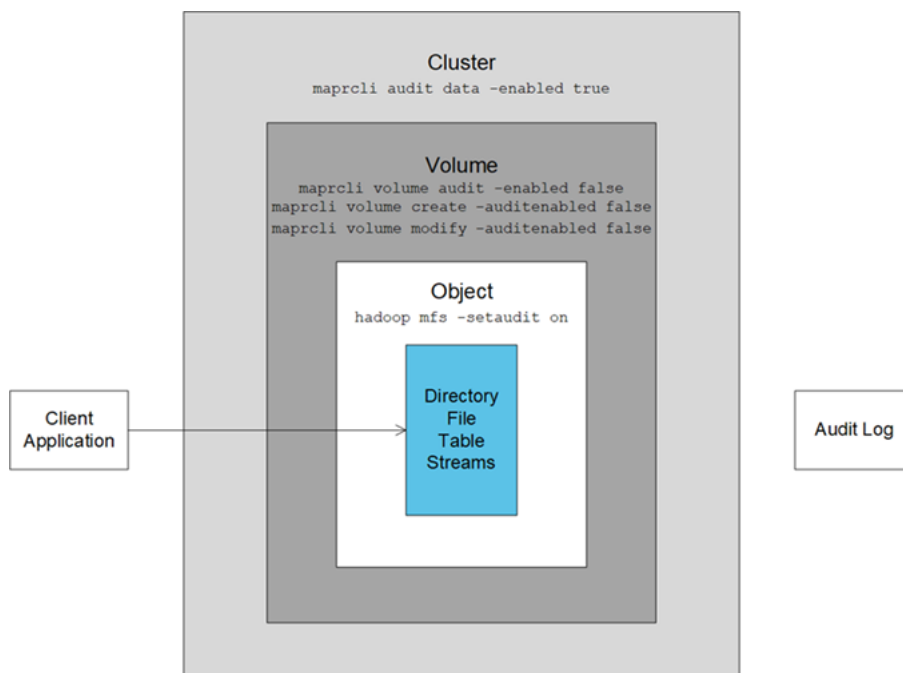 Cluster
maprcli audit data -enabled true
Volume
maprcli volume audit -enabled false
maprcli volume create -auditenabled false
maprcli volume modify -auditenabled false
Object
hadoop mfs -setaudit on
Directory
File
Table
Streams
Client
Application
Audit Log